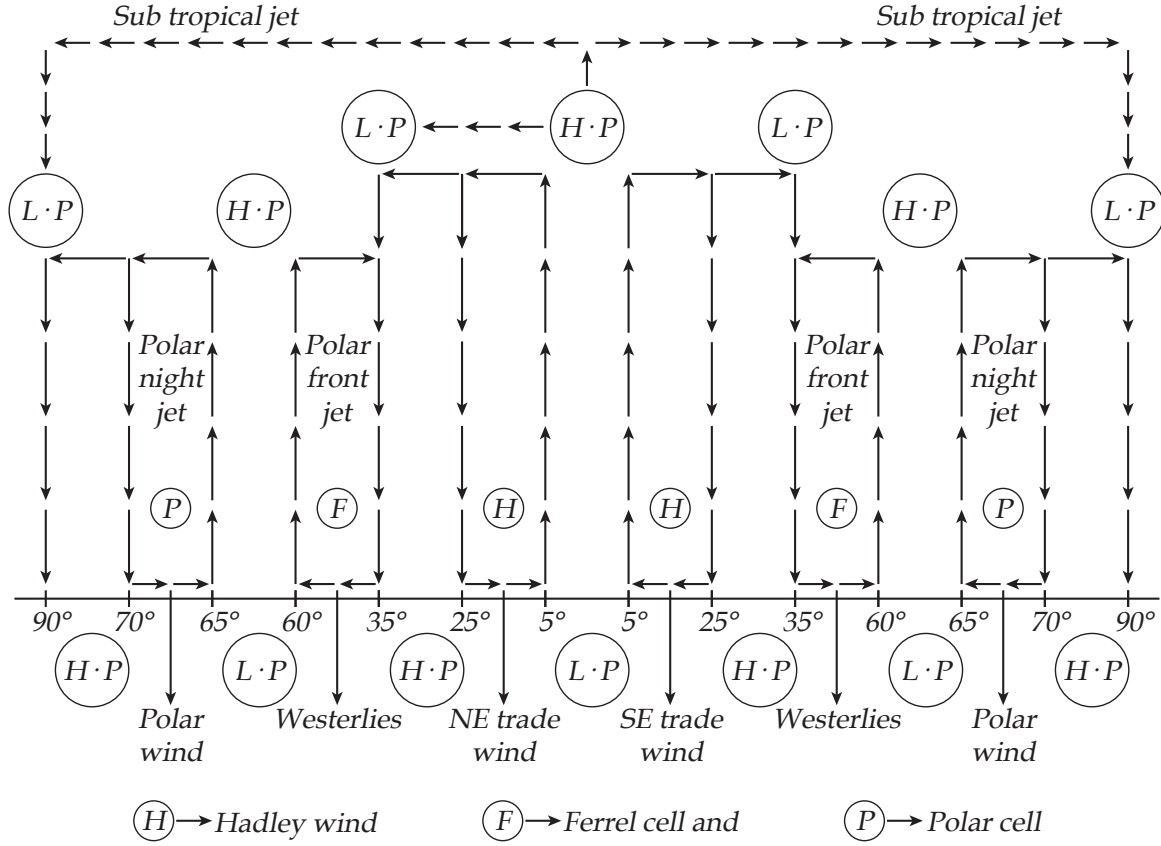 Sub tropical jet Sub tropical jet
L · P H · P L · P
L · P H · P H · P L · P
Polar Polar Polar Polar
night front front night
jet jet jet jet
P F H H F P
90° 70° 65° 60° 35° 25° 5° 5° 25° 35° 60° 65° 70° 90°
H · P L · P H · P L · P H · P L · P H · P
Polar Westerlies NE trade SE trade Westerlies Polar
wind wind wind wind
H Hadley wind F Ferrel cell and P Polar cell